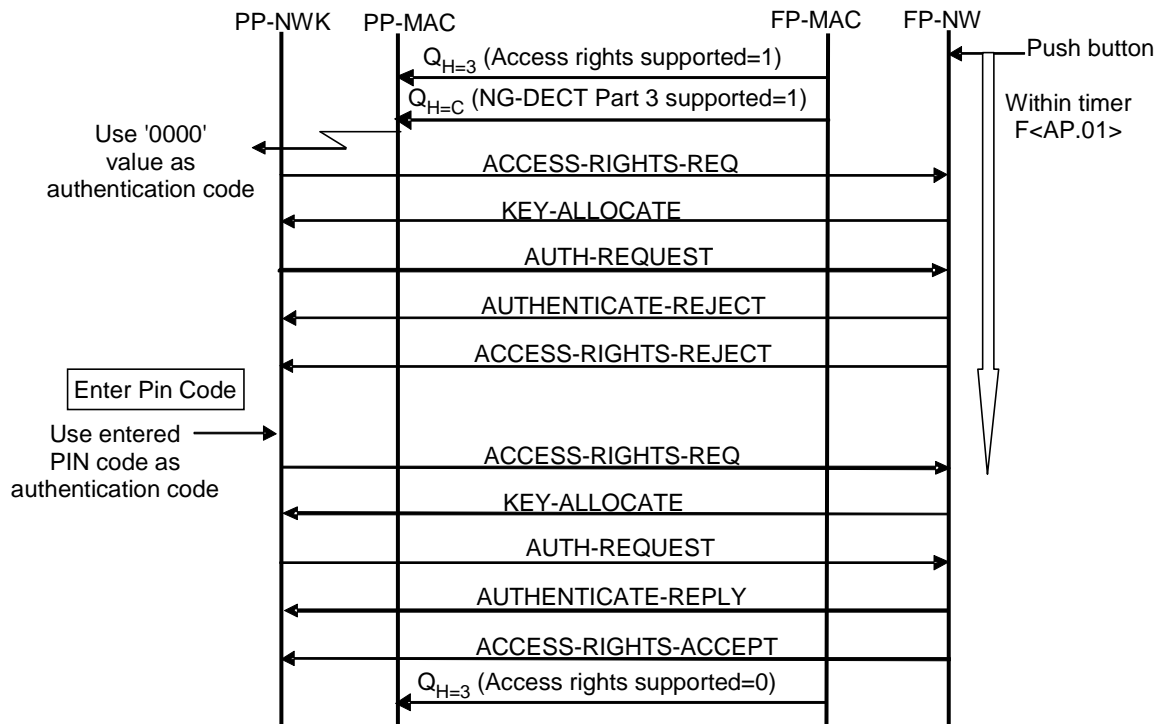 PP-NWK PP-MAC FP-MAC FP-NW
Push button
Q_{H=3} (Access rights supported=1)
Q_{H=C} (NG-DECT Part 3 supported=1)
Within timer
F<AP.01>
Use '0000'
value as
authentication code
ACCESS-RIGHTS-REQ
KEY-ALLOCATE
AUTH-REQUEST
AUTHENTICATE-REJECT
ACCESS-RIGHTS-REJECT
Enter Pin Code
Use entered
PIN code as
authentication code
ACCESS-RIGHTS-REQ
KEY-ALLOCATE
AUTH-REQUEST
AUTHENTICATE-REPLY
ACCESS-RIGHTS-ACCEPT
Q_{H=3} (Access rights supported=0)